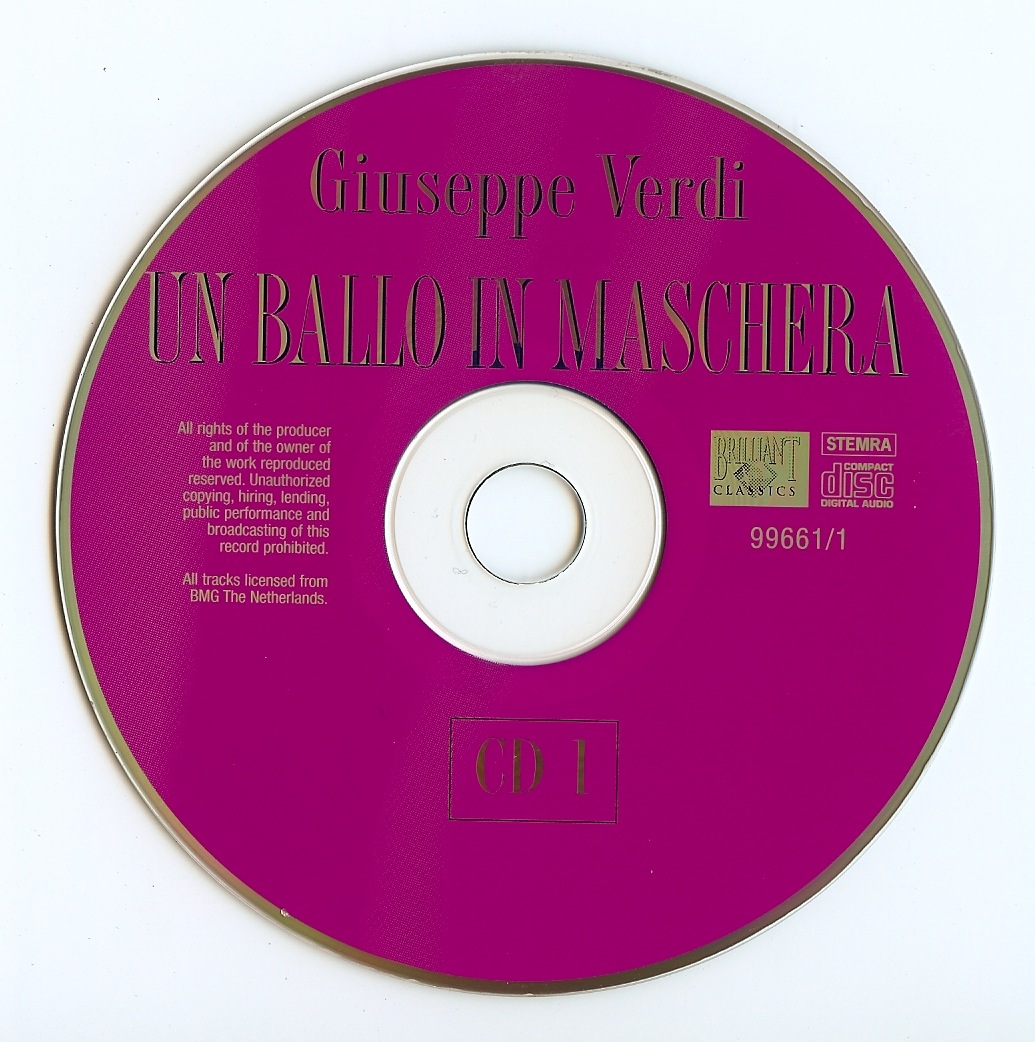 Giuseppe Verdi
UN BALLO IN MASCHERA
All rights of the producer
and of the owner of
the work reproduced
reserved. Unauthorized
copying, hiring, lending,
public performance and
broadcasting of this
record prohibited.
All tracks licensed from
BMG The Netherlands.
BRILLIANT
CLASSICS
STEMRA
COMPACT
disc
DIGITAL AUDIO
99661/1
CD 1